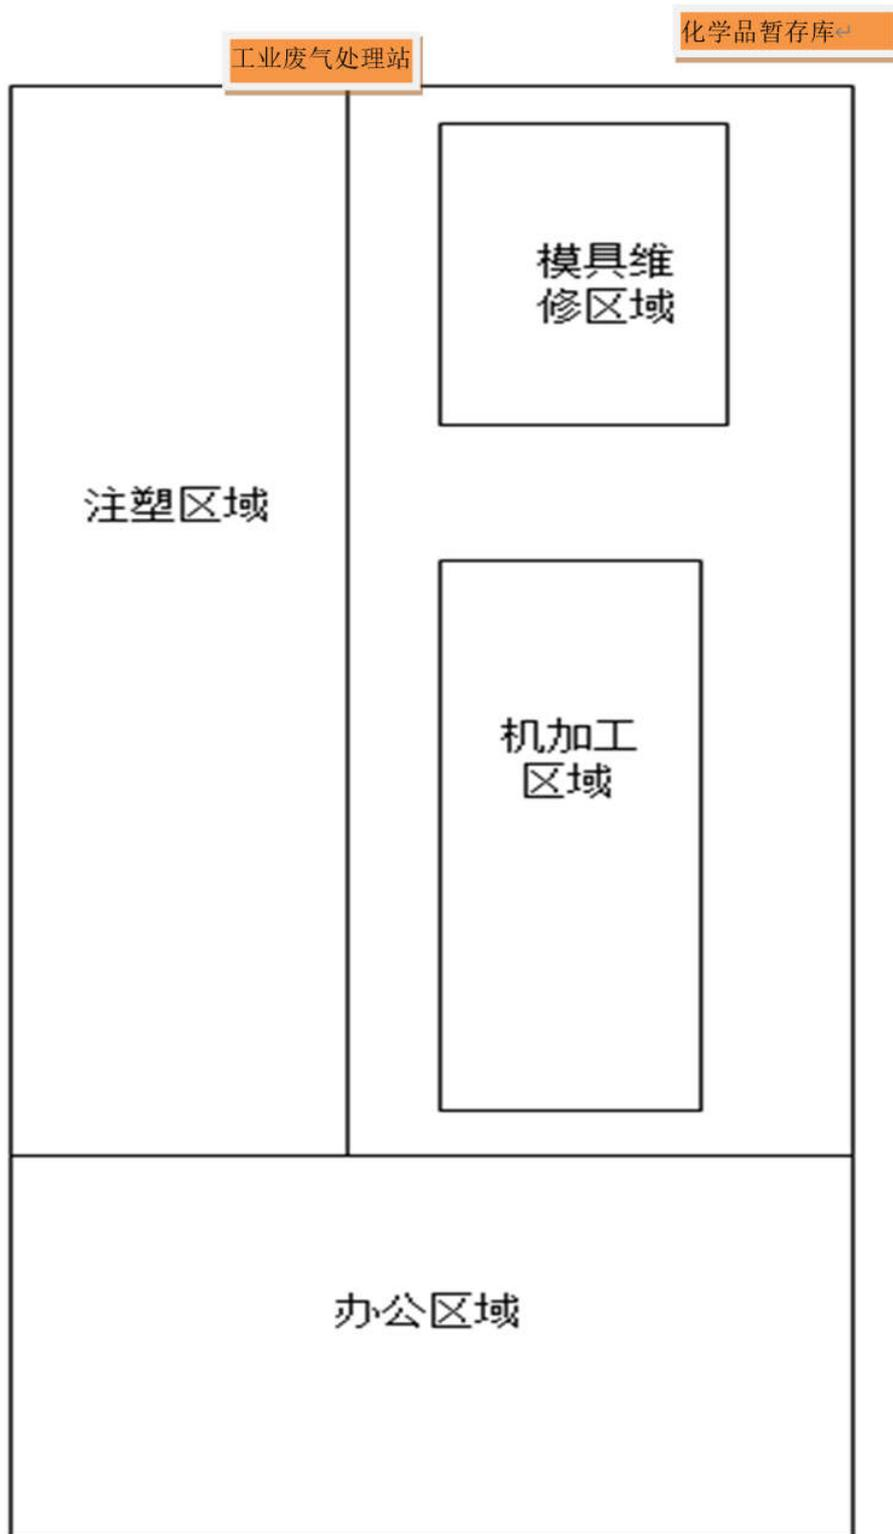 化学品暂存库
工业废气处理站
模具维
修区域
注塑区域
机加工
区域
办公区域